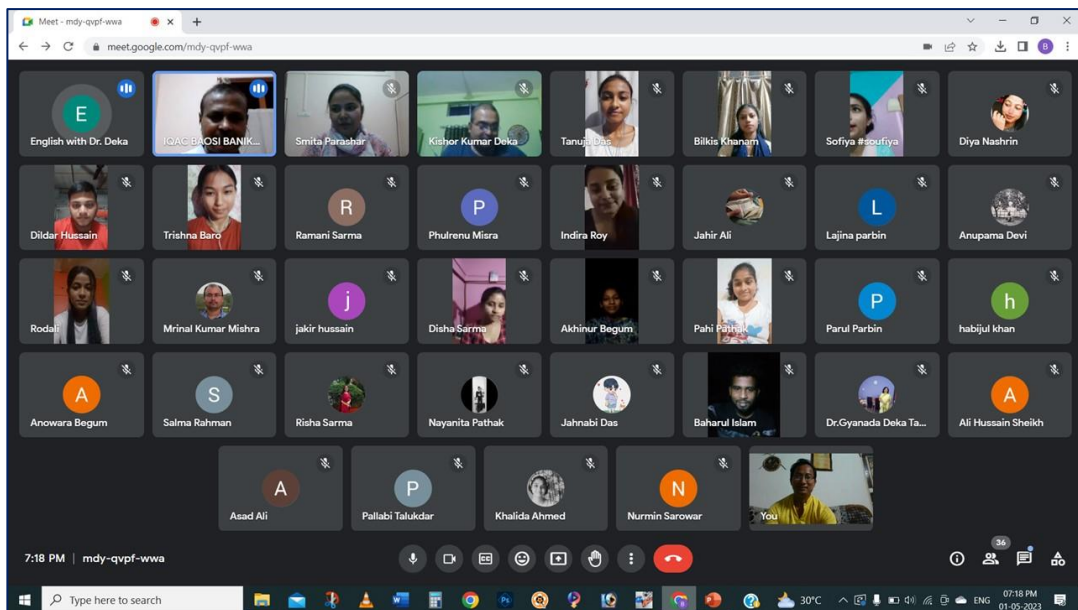 Meet - mdy-qvpf-wwa
meet.google.com/mdy-qvpf-wwa
B
E
English with Dr. Deka
IQAC BAOSI BANIK...
Smita Parashar
Kishor Kumar Deka
Tanuja Das
Bilkis Khanam
Sofiya #soufiya
Diya Nashrin
Dildar Hussain
Trishna Baro
R
Ramani Sarma
P
Phulrenu Misra
Indira Roy
Jahir Ali
L
Lajina parbin
Anupama Devi
Rodali
Mrinal Kumar Mishra
j
jakir hussain
Disha Sarma
Akhinur Begum
Pahi Pathak
P
Parul Parbin
h
habijul khan
A
Anowara Begum
S
Salma Rahman
Risha Sarma
Nayanita Pathak
Jahnabi Das
Baharul Islam
Dr.Gyanada Deka Ta...
A
Ali Hussain Sheikh
A
Asad Ali
P
Pallabi Talukdar
Khalida Ahmed
N
Nurmin Sarowar
You
7:18 PM | mdy-qvpf-wwa
36
Type here to search
30°C
ENG
07:18 PM
01-05-2023